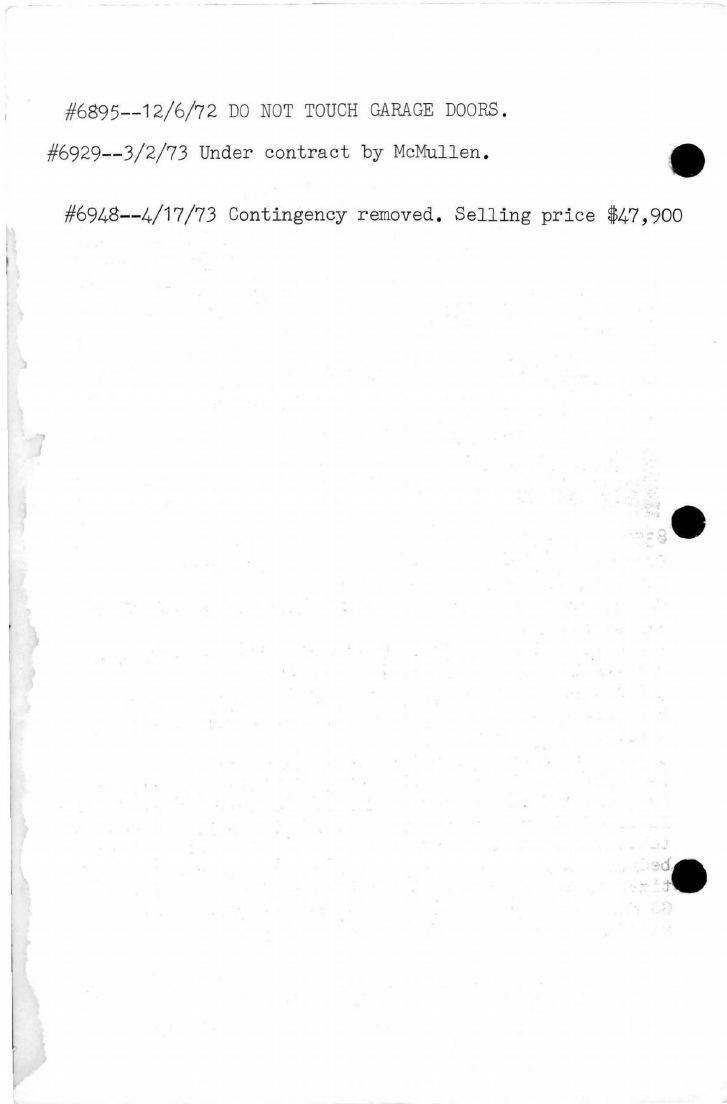 #6895--12/6/72 DO NOT TOUCH GARAGE DOORS.
#6929--3/2/73 Under contract by McMullen.
#6948--4/17/73 Contingency removed. Selling price $47,900